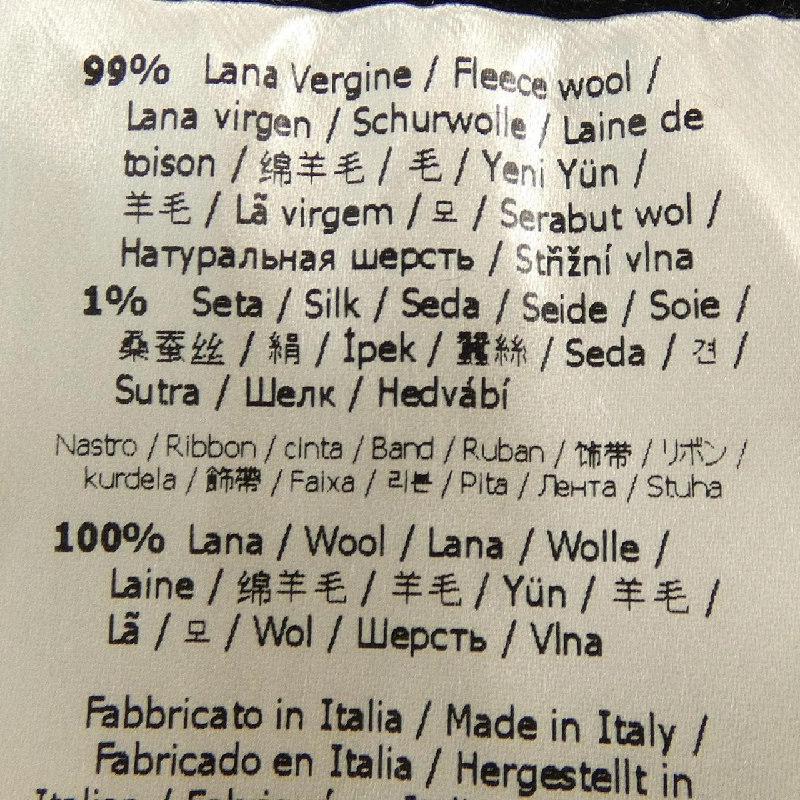 99% Lana Vergine / Fleece wool /
Lana virgen / Schurwolle / Laine de
toison / 绵羊毛 / 毛 / Yeni Yün /
羊毛 / Lã virgem / 모 / Serabut wol /
Натуральная шерсть / Střžní vlna
1% Seta / Silk / Seda / Seide / Soie /
桑蚕丝 / 絹 / İpek / 蠶絲 / Seda / 견 /
Sutra / Шелк / Hedvábí
Nastro / Ribbon / cinta / Band / Ruban / 饰带 / リボン /
kurdela / 飾帶 / Faixa / 리본 / Pita / Лента / Stuha
100% Lana / Wool / Lana / Wolle /
Laine / 绵羊毛 / 羊毛 / Yün / 羊毛 /
Lã / 모 / Wol / Шерсть / Vlna
Fabbricato in Italia / Made in Italy /
Fabricado en Italia / Hergestellt in